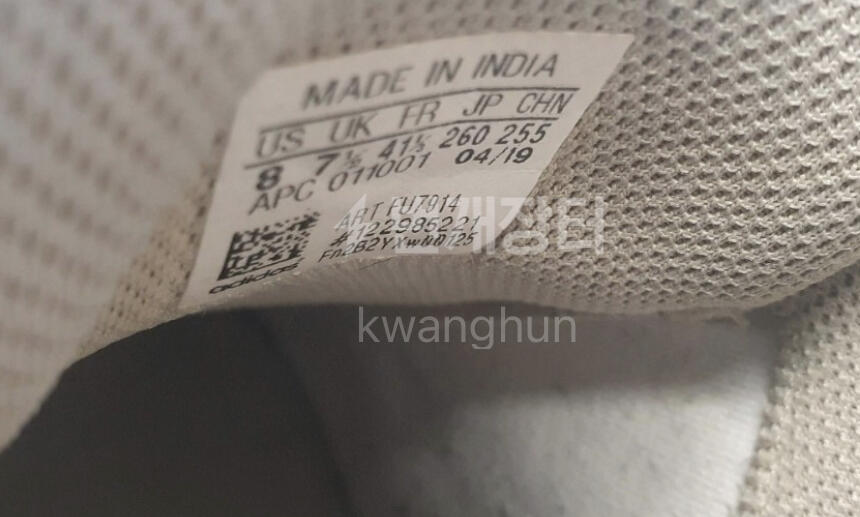 MADE IN INDIA
US UK FR JP CHN
8 7½ 41⅓ 260 255
APC 011001 04/19
ART FU7914
#122985221
adidas
kwanghun